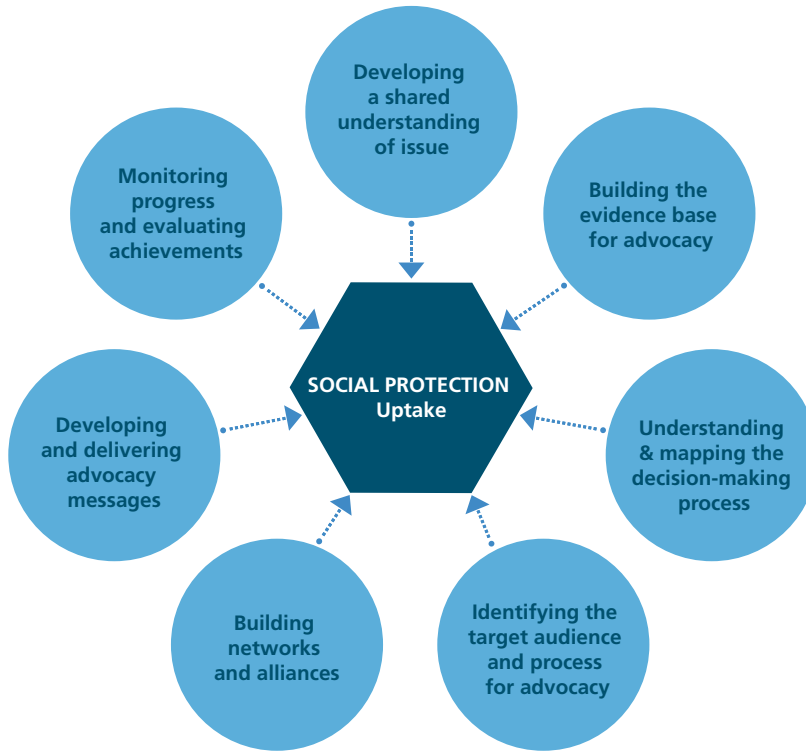 Developing
a shared
understanding
of issue
Building the
evidence base
for advocacy
Understanding
& mapping the
decision-making
process
Identifying the
target audience
and process
for advocacy
Building
networks
and alliances
Developing
and delivering
advocacy
messages
Monitoring
progress
and evaluating
achievements
SOCIAL PROTECTION
Uptake